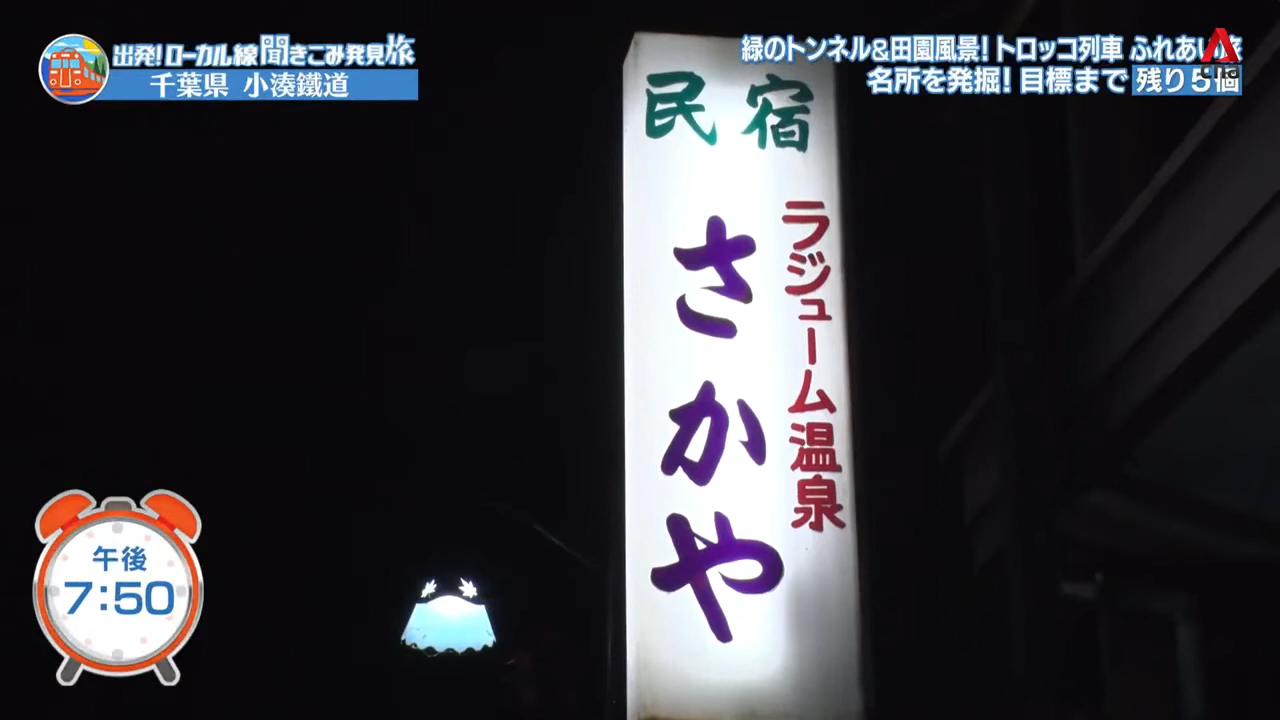 出発!ローカル線 聞きこみ発見旅
千葉県 小湊鐵道
緑のトンネル&田園風景!トロッコ列車 ふれあい旅
名所を発掘!目標まで 残り5個
cna
民宿
さかや
ラジューム温泉
午後
7:50